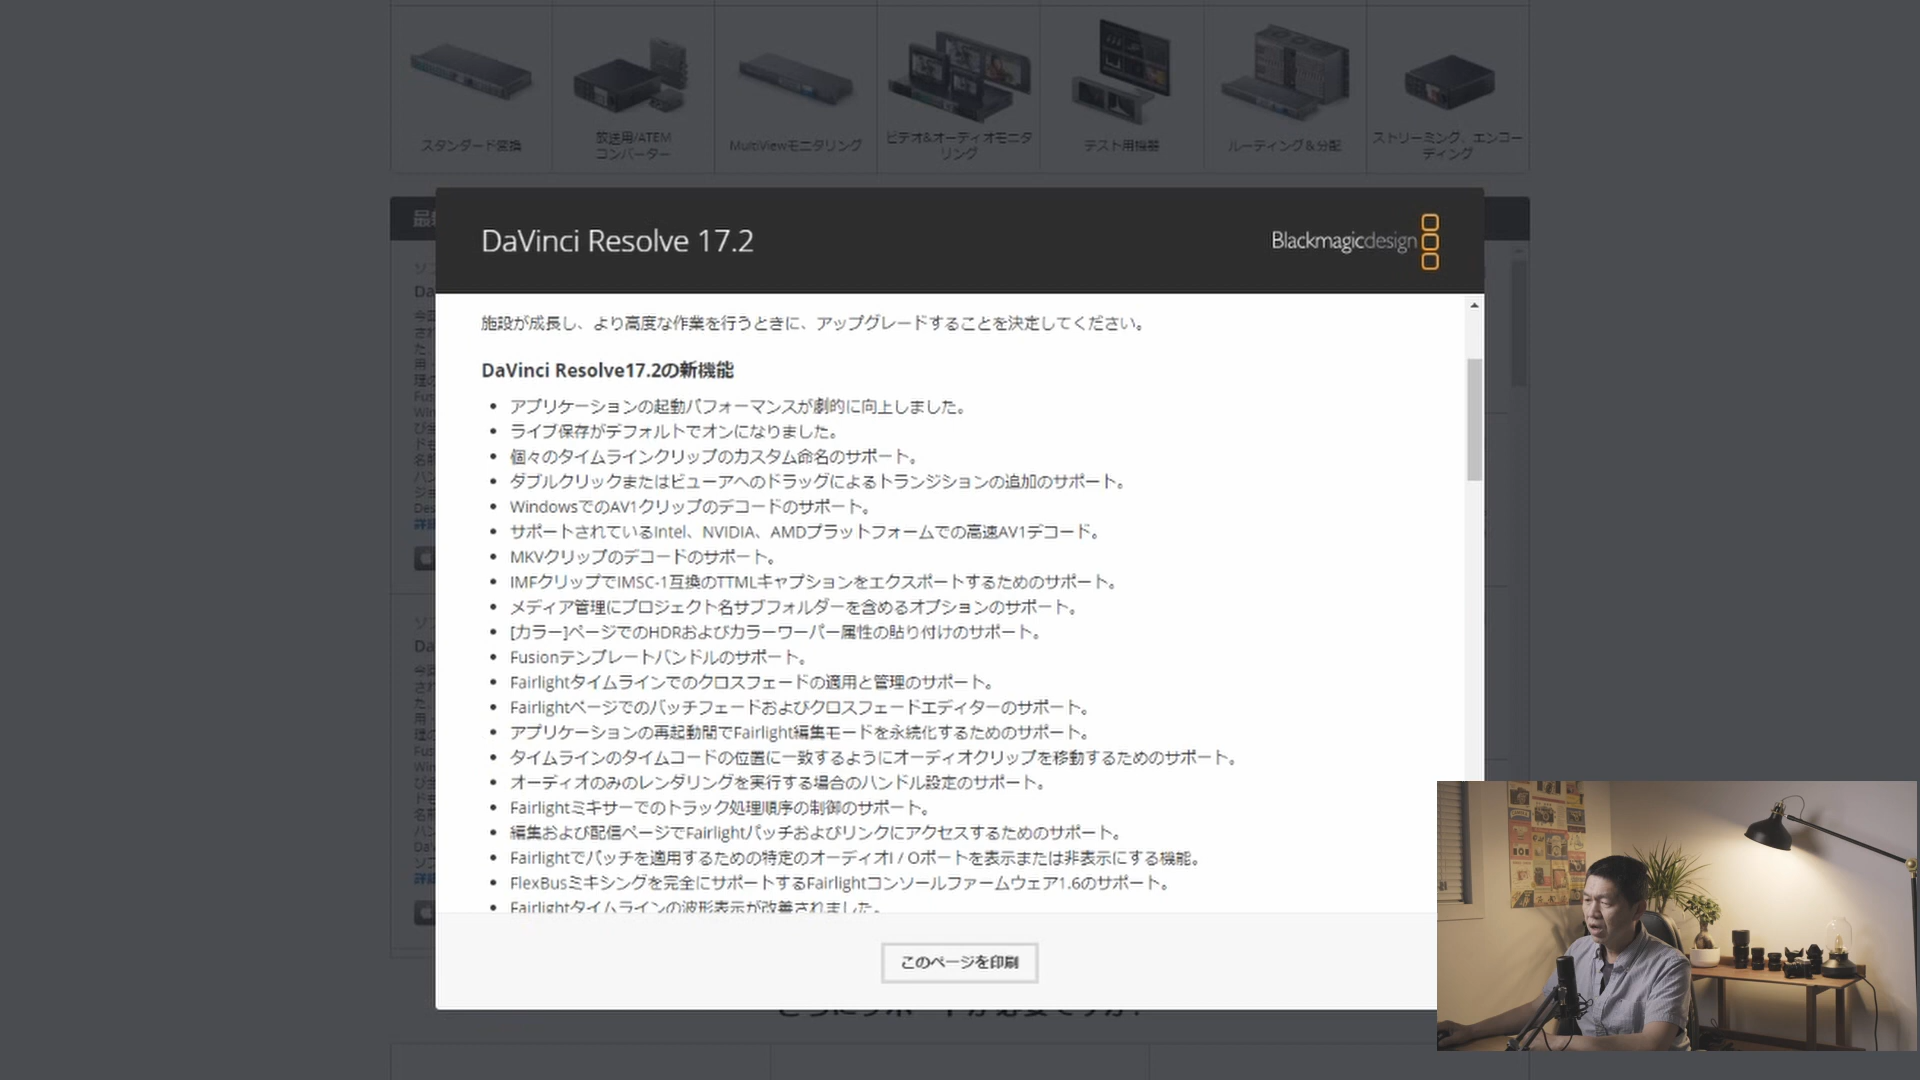 スタンダード変換
放送用/ATEM
コンバーター
MultiViewモニタリング
ビデオ&オーディオモニタ
リング
テスト用機器
ルーティング＆分配
ストリーミング、エンコー
ディング
DaVinci Resolve 17.2
Blackmagicdesign
施設が成長し、より高度な作業を行うときに、アップグレードすることを決定してください。
DaVinci Resolve17.2の新機能
• アプリケーションの起動パフォーマンスが劇的に向上しました。
• ライブ保存がデフォルトでオンになりました。
• 個々のタイムラインクリップのカスタム命名のサポート。
• ダブルクリックまたはビューアへのドラッグによるトランジションの追加のサポート。
• WindowsでのAV1クリップのデコードのサポート。
• サポートされているIntel、NVIDIA、AMDプラットフォームでの高速AV1デコード。
• MKVクリップのデコードのサポート。
• IMFクリップでIMSC-1互換のTTMLキャプションをエクスポートするためのサポート。
• メディア管理にプロジェクト名サブフォルダーを含めるオプションのサポート。
• [カラー]ページでのHDRおよびカラーワーパー属性の貼り付けのサポート。
• Fusionテンプレートバンドルのサポート。
• Fairlightタイムラインでのクロスフェードの適用と管理のサポート。
• Fairlightページでのバッチフェードおよびクロスフェードエディターのサポート。
• アプリケーションの再起動間でFairlight編集モードを永続化するためのサポート。
• タイムラインのタイムコードの位置に一致するようにオーディオクリップを移動するためのサポート。
• オーディオのみのレンダリングを実行する場合のハンドル設定のサポート。
• Fairlightミキサーでのトラック処理順序の制御のサポート。
• 編集および配信ページでFairlightパッチおよびリンクにアクセスするためのサポート。
• Fairlightでパッチを適用するための特定のオーディオI / Oポートを表示または非表示にする機能。
• FlexBusミキシングを完全にサポートするFairlightコンソールファームウェア1.6のサポート。
• Fairlightタイムラインの波形表示が改善されました。
このページを印刷